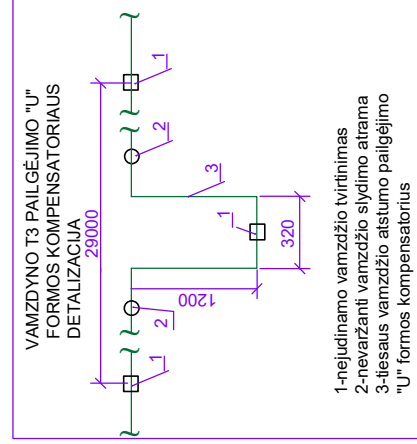 VAMZDYNO T3 PAILGĖJIMO "U"
FORMOS KOMPENSATORIAUS
DETALIZACIJA
29000
1
2
3
1
2
1
1200
320
1-nejudinamo vamzdžio tvirtinimas
2-nevaržanti vamzdžio slydimo atrama
3-tiesaus vamzdžio atstumo pailgėjimo
"U" formos kompensatorius